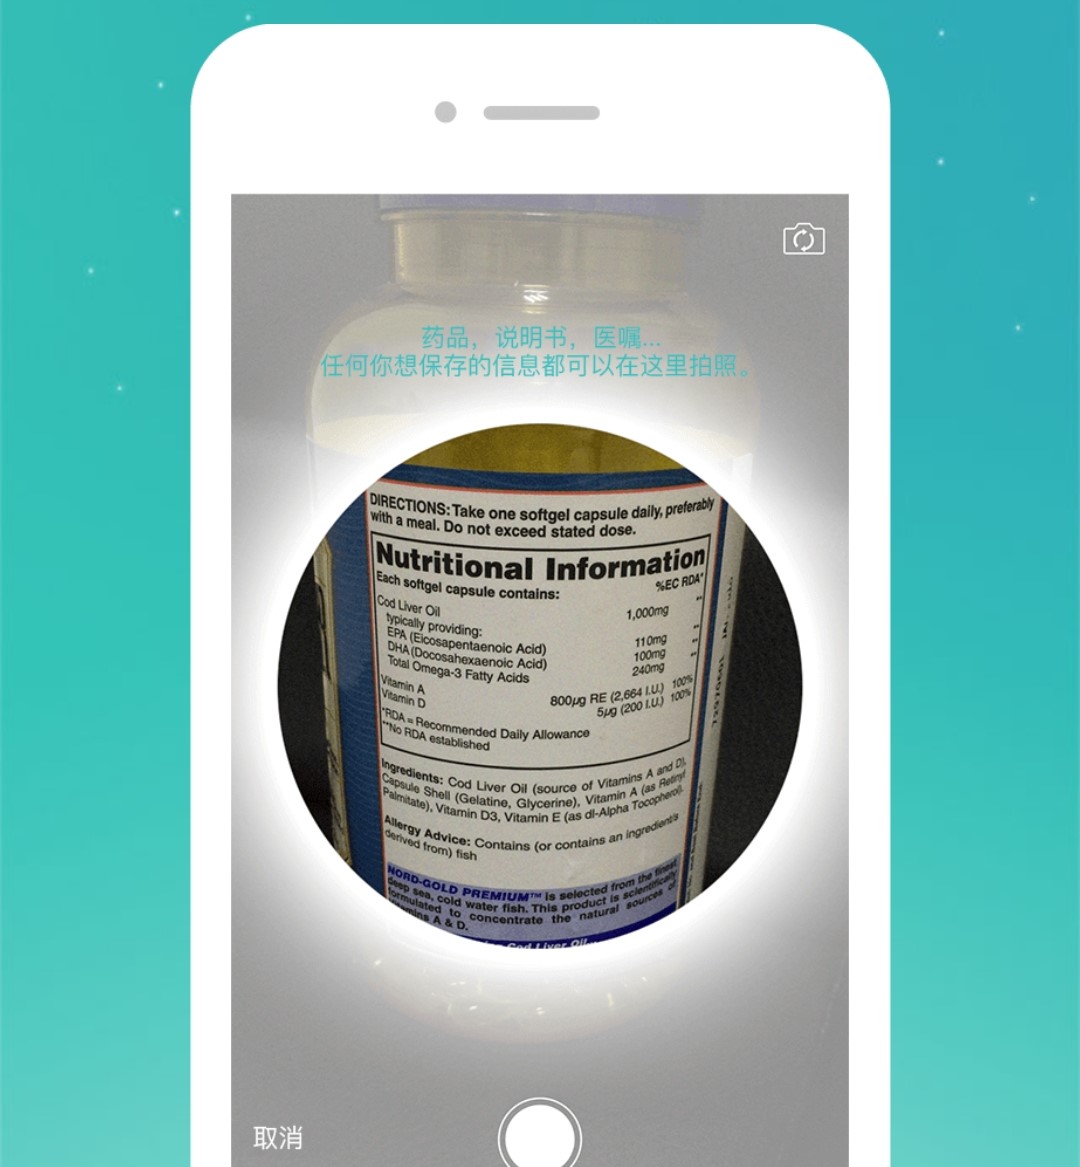 药品，说明书，医嘱...
任何你想保存的信息都可以在这里拍照。
DIRECTIONS: Take one softgel capsule daily, preferably
with a meal. Do not exceed stated dose.
Nutritional Information
Each softgel capsule contains: %EC RDA*
Cod Liver Oil 1,000mg **
typically providing:
EPA (Eicosapentaenoic Acid) 110mg **
DHA (Docosahexaenoic Acid) 100mg **
Total Omega-3 Fatty Acids 240mg **
Vitamin A 800µg RE (2,664 I.U.) 100%
Vitamin D 5µg (200 I.U.) 100%
*RDA = Recommended Daily Allowance
**No RDA established
Ingredients: Cod Liver Oil (source of Vitamins A and D),
Capsule Shell (Gelatine, Glycerine), Vitamin A (as Retinyl
Palmitate), Vitamin D3, Vitamin E (as dl-Alpha Tocopherol).
Allergy Advice: Contains (or contains an ingredient/s
derived from) fish
NORD-GOLD PREMIUM™ is selected from the finest
deep sea, cold water fish. This product is scientifically
formulated to concentrate the natural sources of
A & D.
Cod Liver Oil
取消